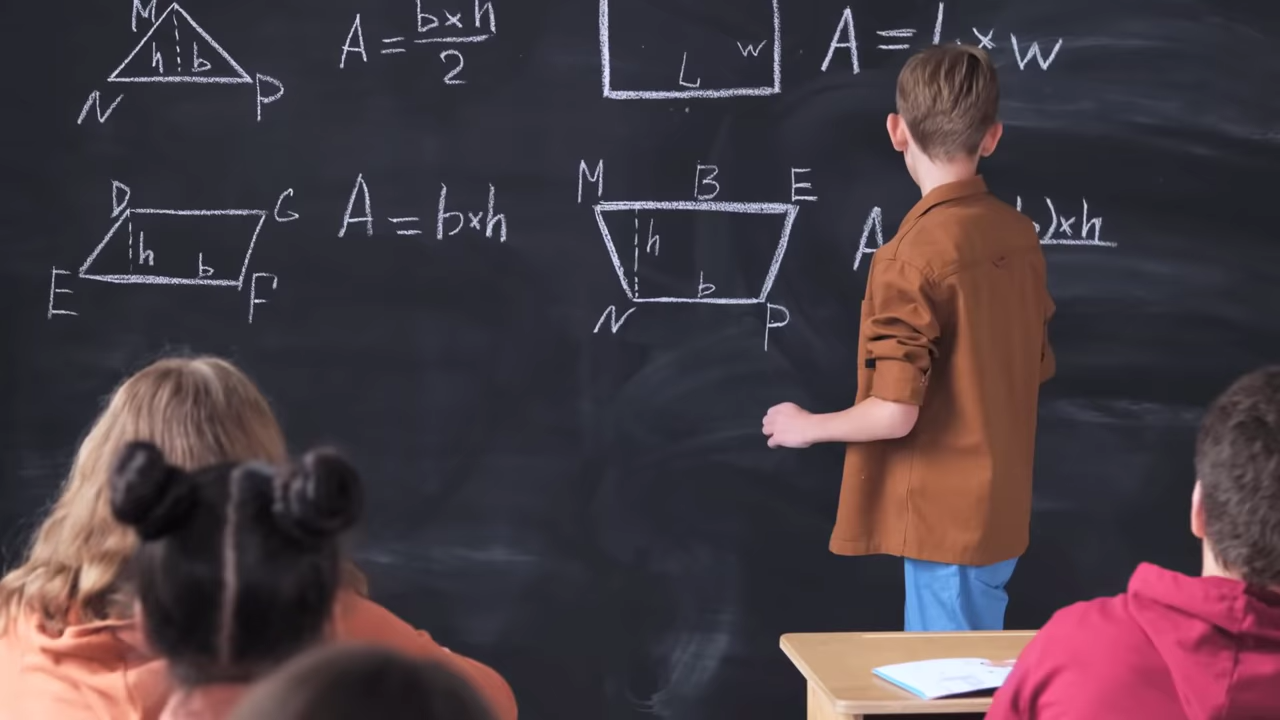 M
h b
N P
A = b×h/2
w
L
A = L × w
D G
h
b
E F
A = b×h
M B E
h
b
N P
A
b)×h